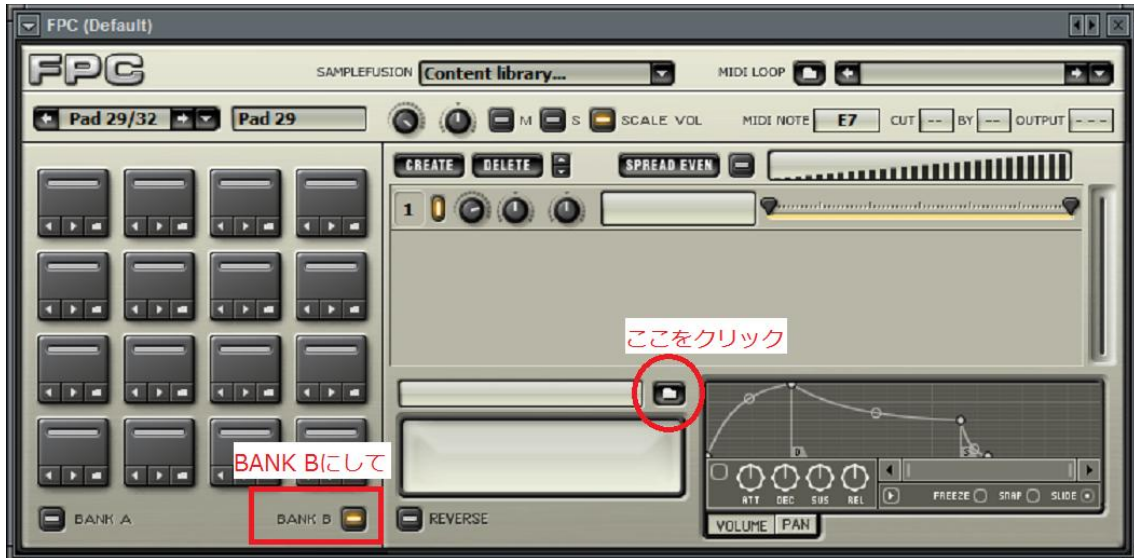 FPC (Default)
FPC
SAMPLEFUSION Content library... MIDI LOOP
Pad 29/32 Pad 29 M S SCALE VOL MIDI NOTE E7 CUT -- BY -- OUTPUT ---
CREATE DELETE SPREAD EVEN
1
ここをクリック
BANK Bにして
D S
ATT DEC SUS REL FREEZE SNAP SLIDE
BANK A BANK B REVERSE
VOLUME PAN